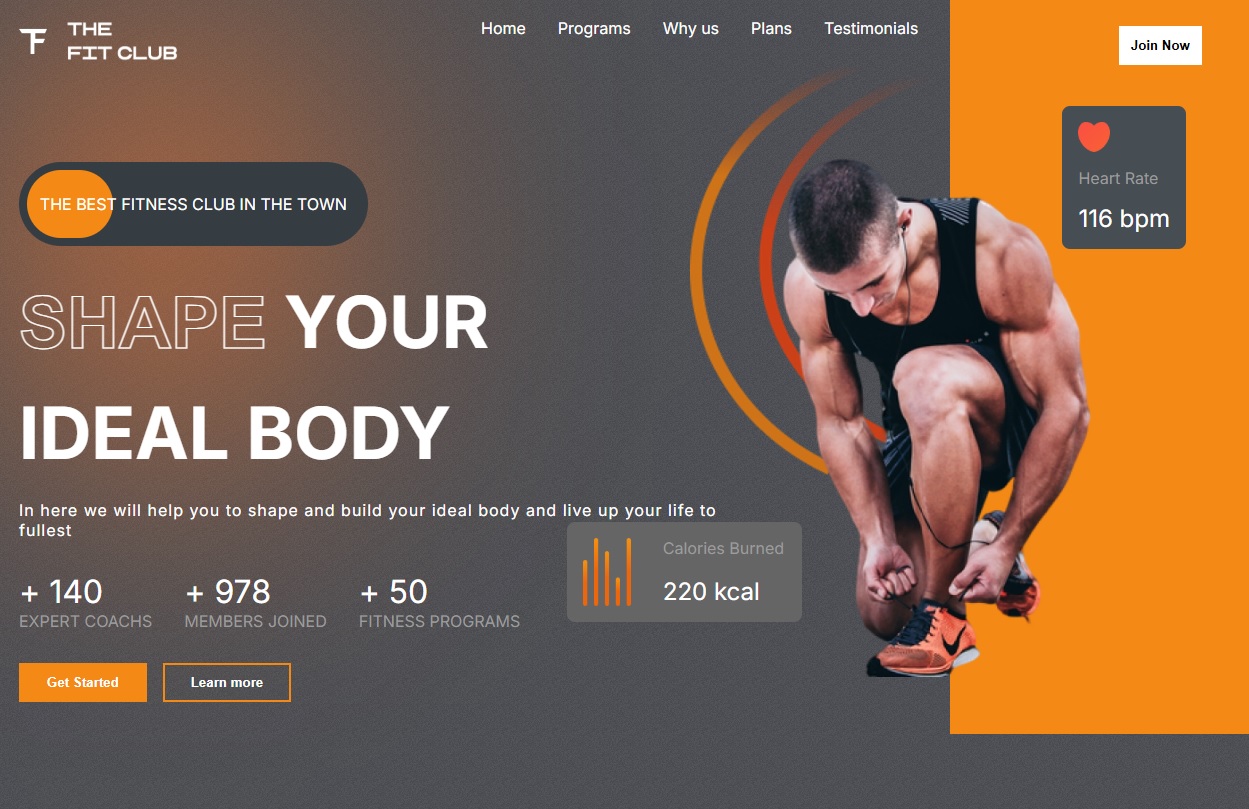 THE
FIT CLUB
Home
Programs
Why us
Plans
Testimonials
Join Now
Heart Rate
116 bpm
THE BEST FITNESS CLUB IN THE TOWN
SHAPE YOUR
IDEAL BODY
In here we will help you to shape and build your ideal body and live up your life to
fullest
Calories Burned
220 kcal
+ 140
EXPERT COACHS
+ 978
MEMBERS JOINED
+ 50
FITNESS PROGRAMS
Get Started
Learn more